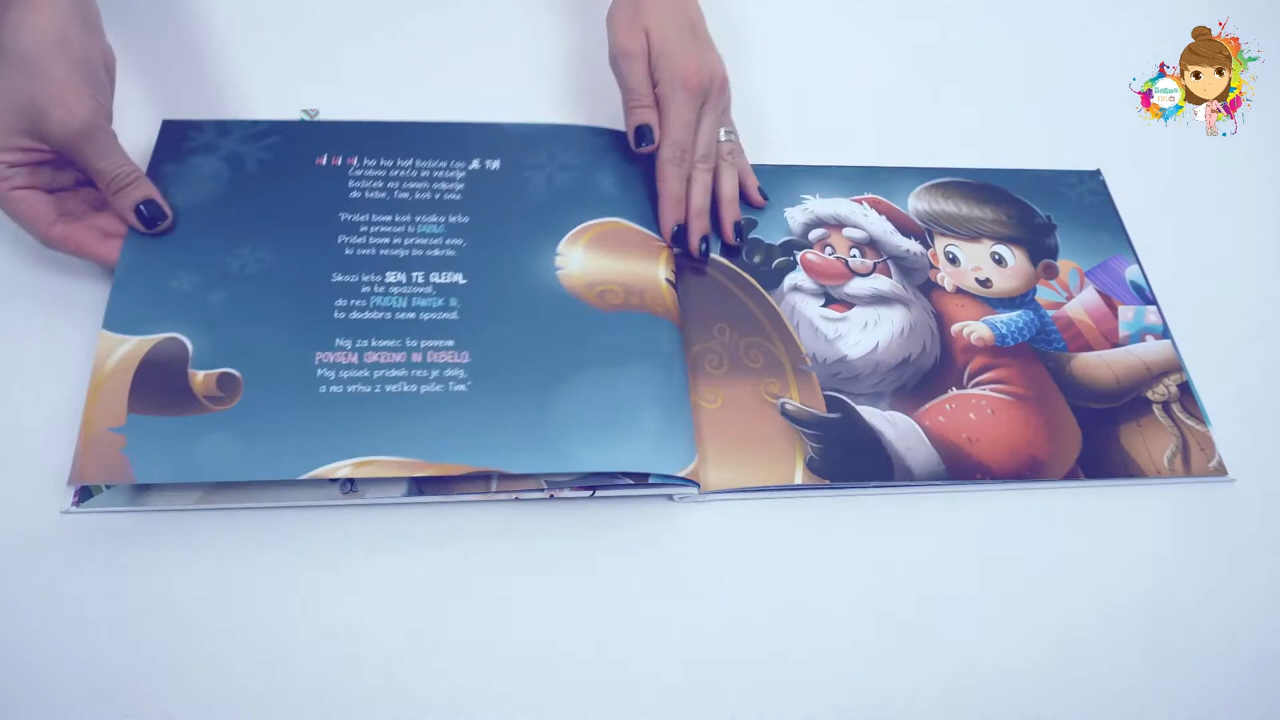 HI HI HI, ho ho ho! Božični čas JE TU!
Čarobno srečo in veselje
Božiček na saneh odpelje
do tebe, Tim, kot v snu.
"Prišel bom kot vsako leto
in prinesel ti DARILO.
Prišel bom in prinesel eno,
ki svet veselja bo odkrilo.
Skozi leto SEM TE GLEDAL
in te opazoval,
da res PRIDEN FANTEK SI,
to dodobra sem spoznal.
Naj za konec to povem
POVSEM ISKRENO IN DEBELO.
Moj spisek pridnih res je dolg,
a na vrhu z veliko piše: Tim."